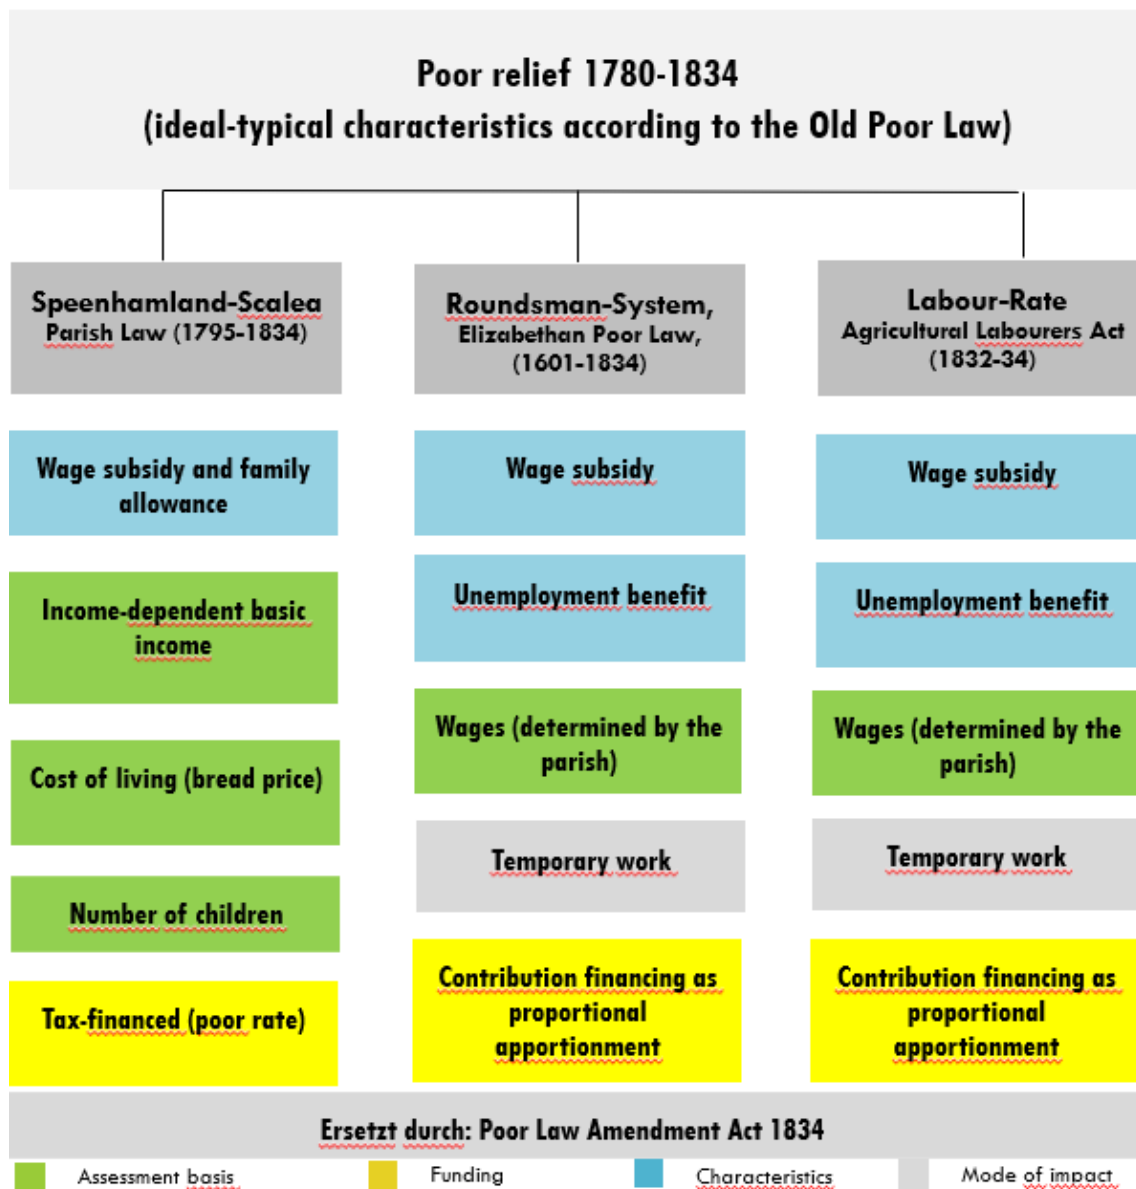 Poor relief 1780-1834
(ideal-typical characteristics according to the Old Poor Law)
Speenhamland-Scalea
Parish Law (1795-1834)
Wage subsidy and family
allowance
Income-dependent basic
income
Cost of living (bread price)
Number of children
Tax-financed (poor rate)
Roundsman-System,
Elizabethan Poor Law,
(1601-1834)
Wage subsidy
Unemployment benefit
Wages (determined by the
parish)
Temporary work
Contribution financing as
proportional
apportionment
Labour-Rate
Agricultural Labourers Act
(1832-34)
Wage subsidy
Unemployment benefit
Wages (determined by the
parish)
Temporary work
Contribution financing as
proportional
apportionment
Ersetzt durch: Poor Law Amendment Act 1834
Assessment basis
Funding
Characteristics
Mode of impact